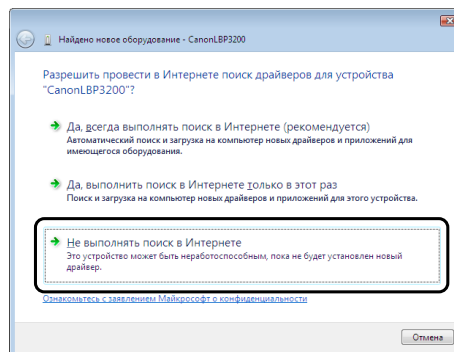 Найдено новое оборудование - CanonLBP3200
Разрешить провести в Интернете поиск драйверов для устройства
"CanonLBP3200"?
Да, всегда выполнять поиск в Интернете (рекомендуется)
Автоматический поиск и загрузка на компьютер новых драйверов и приложений для
имеющегося оборудования.
Да, выполнить поиск в Интернете только в этот раз
Поиск и загрузка на компьютер новых драйверов и приложений для этого устройства.
Не выполнять поиск в Интернете
Это устройство может быть неработоспособным, пока не будет установлен новый
драйвер.
Ознакомьтесь с заявлением Майкрософт о конфиденциальности
Отмена